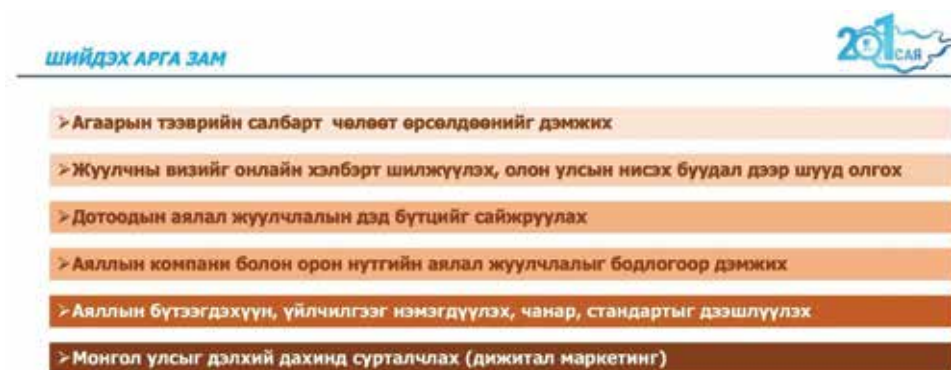 ШИЙДЭХ АРГА ЗАМ
201 САЯ
➢Агаарын тээврийн салбарт чөлөөт өрсөлдөөнийг дэмжих
➢Жуулчны визийг онлайн хэлбэрт шилжүүлэх, олон улсын нисэх буудал дээр шууд олгох
➢Дотоодын аялал жуулчлалын дэд бүтцийг сайжруулах
➢Аяллын компани болон орон нутгийн аялал жуулчлалыг бодлогоор дэмжих
➢Аяллын бүтээгдэхүүн, үйлчилгээг нэмэгдүүлэх, чанар, стандартыг дээшлүүлэх
➢Монгол улсыг дэлхий дахинд сурталчлах (дижитал маркетинг)